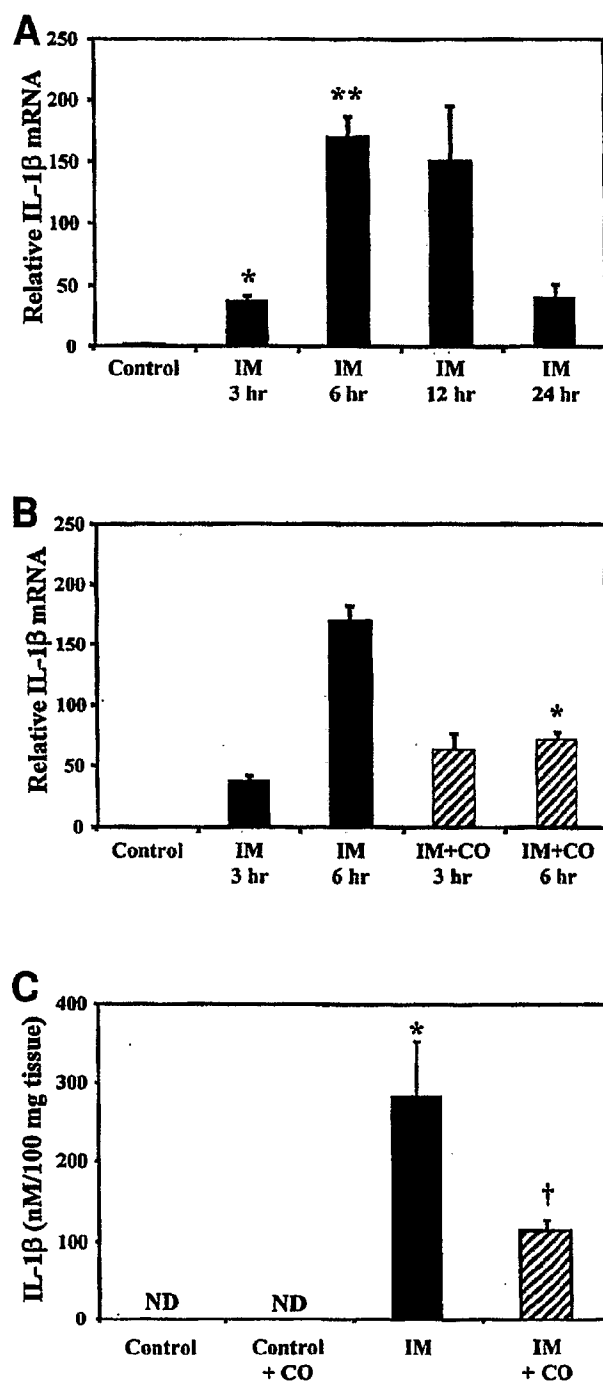 A
Relative IL-1β mRNA
250
200
150
100
50
0
*
**
Control
IM
3 hr
IM
6 hr
IM
12 hr
IM
24 hr
B
Relative IL-1β mRNA
250
200
150
100
50
0
*
Control
IM
3 hr
IM
6 hr
IM+CO
3 hr
IM+CO
6 hr
C
IL-1β (nM/100 mg tissue)
400
300
200
100
0
ND
ND
*
†
Control
Control
+ CO
IM
IM
+ CO